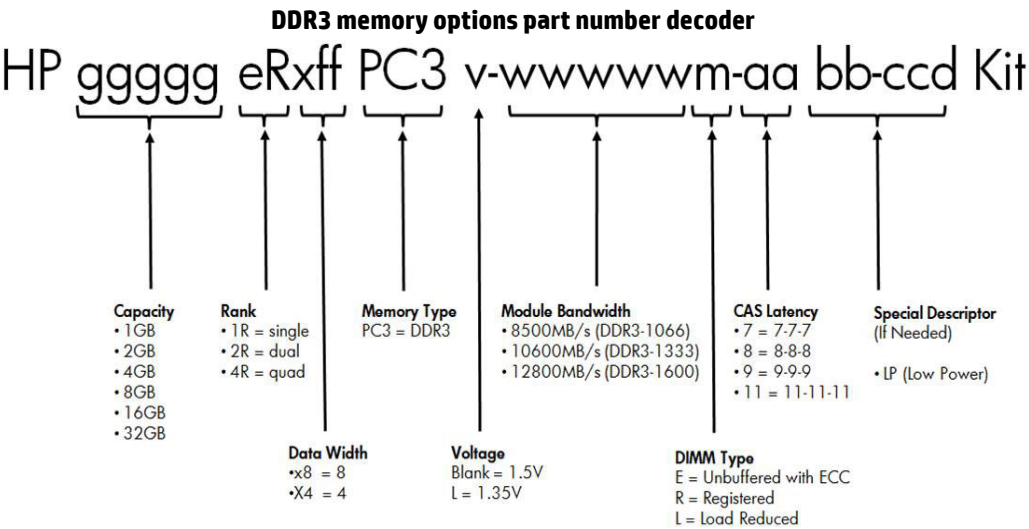 DDR3 memory options part number decoder
HP ggggg eRxff PC3 v-wwwwwm-aa bb-ccd Kit
Capacity
• 1GB
• 2GB
• 4GB
• 8GB
• 16GB
• 32GB
Rank
• 1R = single
• 2R = dual
• 4R = quad
Memory Type
PC3 = DDR3
Module Bandwidth
• 8500MB/s (DDR3-1066)
• 10600MB/s (DDR3-1333)
• 12800MB/s (DDR3-1600)
CAS Latency
• 7 = 7-7-7
• 8 = 8-8-8
• 9 = 9-9-9
• 11 = 11-11-11
Special Descriptor
(If Needed)
• LP (Low Power)
Data Width
•x8 = 8
•X4 = 4
Voltage
Blank = 1.5V
L = 1.35V
DIMM Type
E = Unbuffered with ECC
R = Registered
L = Load Reduced